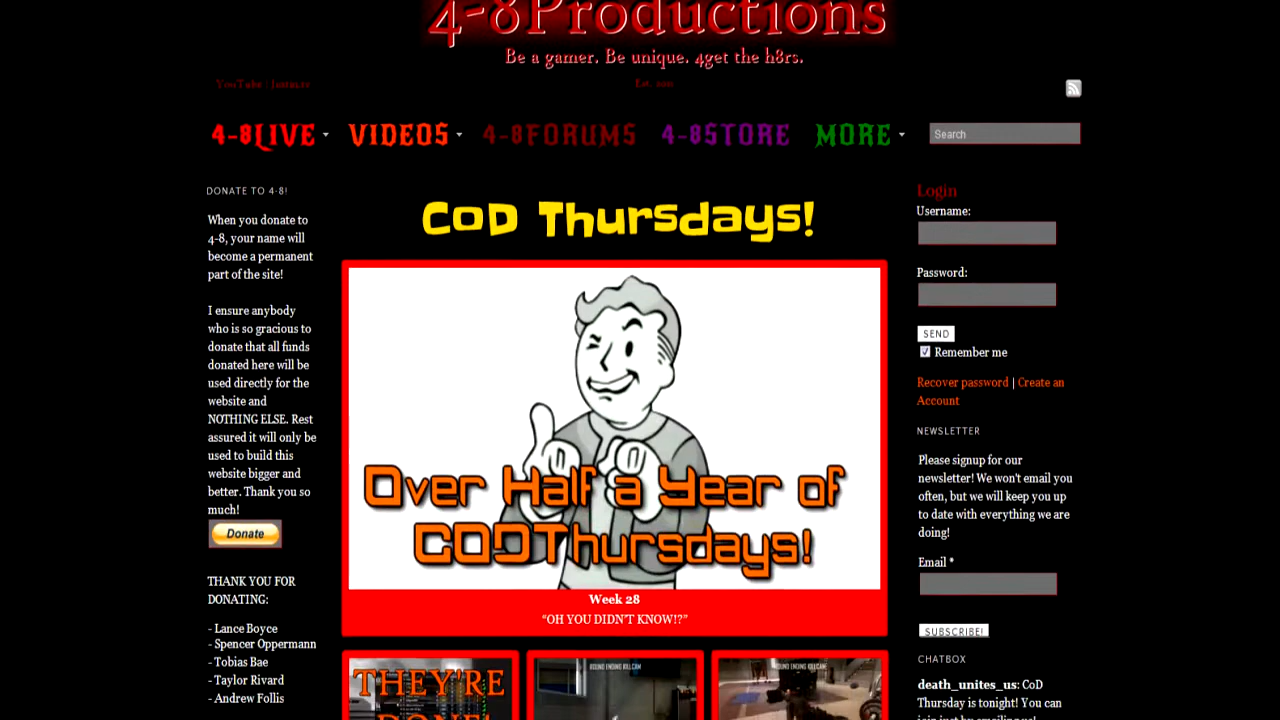 4-8Productions
Be a gamer. Be unique. 4get the h8rs.
4-8LIVE
VIDEOS
4-8FORUMS
4-8STORE
MORE
Search
DONATE TO 4-8!
When you donate to
4-8, your name will
become a permanent
part of the site!
I ensure anybody
who is so gracious to
donate that all funds
donated here will be
used directly for the
website and
NOTHING ELSE. Rest
assured it will only be
used to build this
website bigger and
better. Thank you so
much!
Donate
THANK YOU FOR
DONATING:
- Lance Boyce
- Spencer Oppermann
- Tobias Bae
- Taylor Rivard
- Andrew Follis
CoD Thursdays!
Over Half a Year of
CODThursdays!
Week 28
“OH YOU DIDN'T KNOW!?”
THEY'RE
DONE!
ROUND ENDING KILLCAM
ROUND ENDING KILLCAM
Login
Username:
Password:
SEND
Remember me
Recover password | Create an
Account
NEWSLETTER
Please signup for our
newsletter! We won't email you
often, but we will keep you up
to date with everything we are
doing!
Email *
SUBSCRIBE!
CHATBOX
death_unites_us: CoD
Thursday is tonight! You can